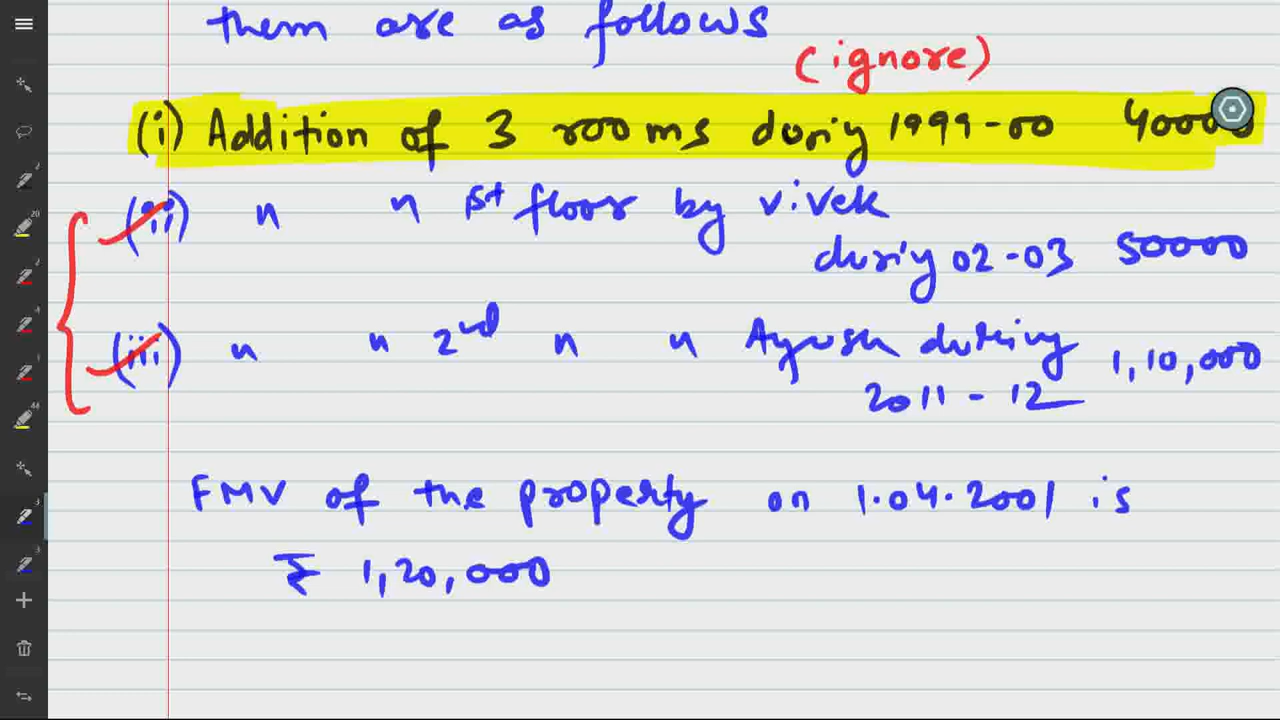 them are as follows
(ignore)
(i) Addition of 3 rooms during 1999-00 40000
(ii) " " 1st floor by vivek
during 02-03 50000
(iii) " " 2nd " " Ayush during 1,10,000
2011-12
FMV of the property on 1.04.2001 is
₹ 1,20,000